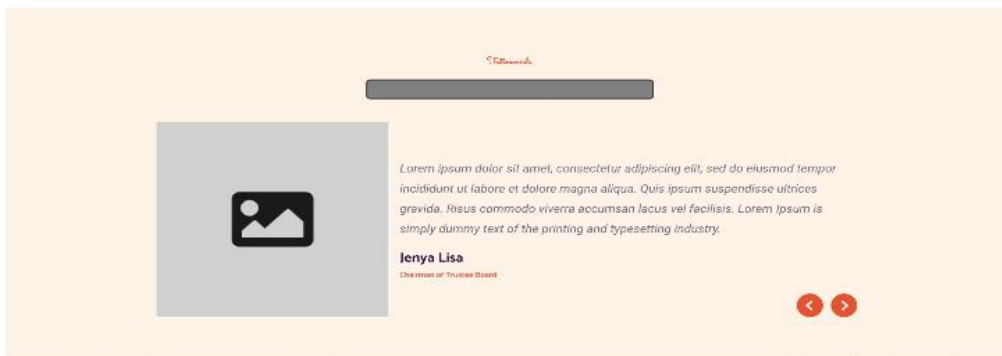 Testimonials
Lorem ipsum dolor sit amet, consectetur adipiscing elit, sed do eiusmod tempor
incididunt ut labore et dolore magna aliqua. Quis ipsum suspendisse ultrices
gravida. Risus commodo viverra accumsan lacus vel facilisis. Lorem Ipsum is
simply dummy text of the printing and typesetting industry.
Jenya Lisa
Chairman of Trustee Board